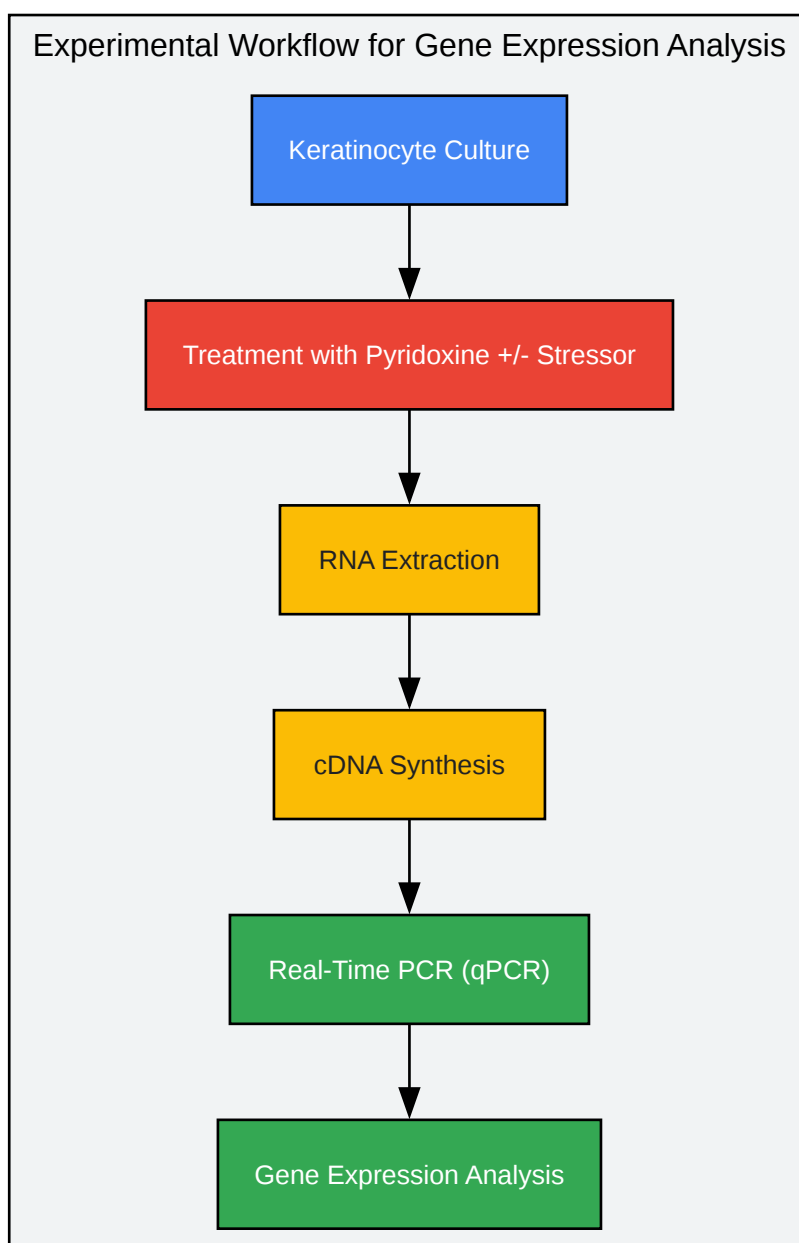 Experimental Workflow for Gene Expression Analysis
Keratinocyte Culture
Treatment with Pyridoxine +/- Stressor
RNA Extraction
cDNA Synthesis
Real-Time PCR (qPCR)
Gene Expression Analysis